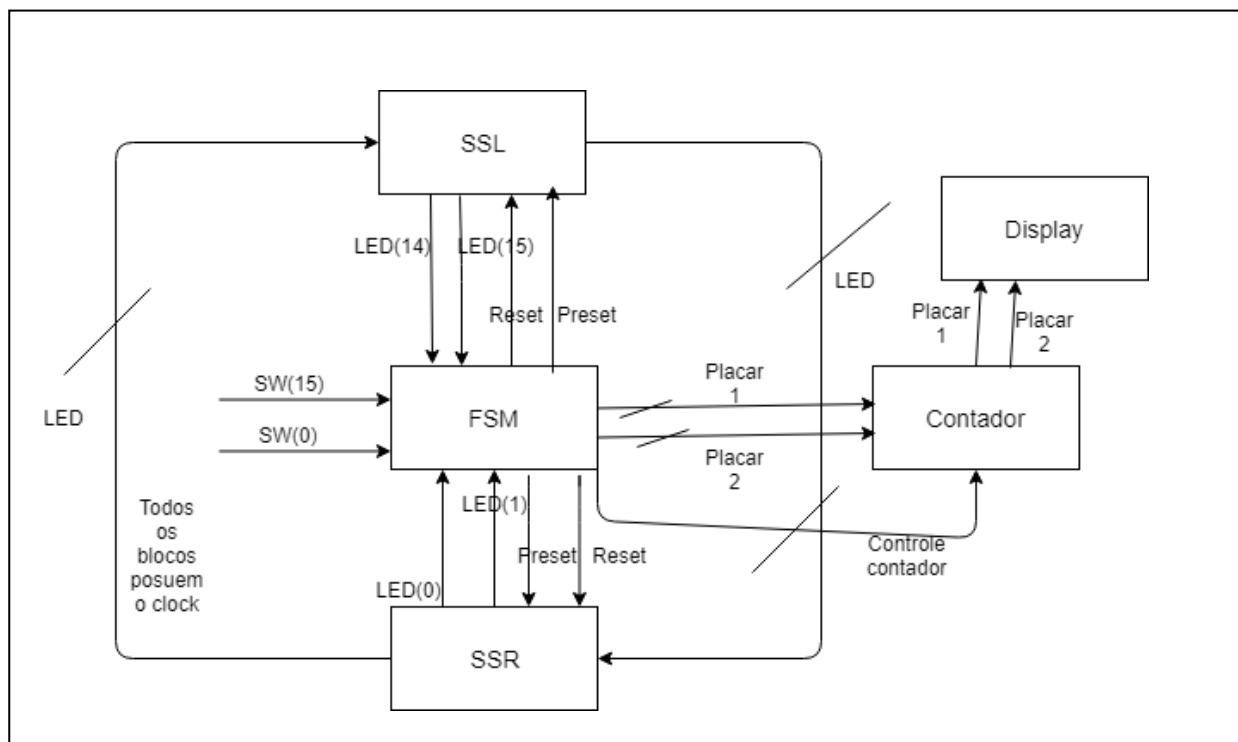 SSL
Display
LED(14)
LED(15)
LED
Reset
Preset
Placar
1
Placar
2
SW(15)
Placar
1
FSM
Contador
LED
SW(0)
Placar
2
LED(1)
Todos
os
blocos
posuem
o clock
Preset
Reset
Controle
contador
LED(0)
SSR